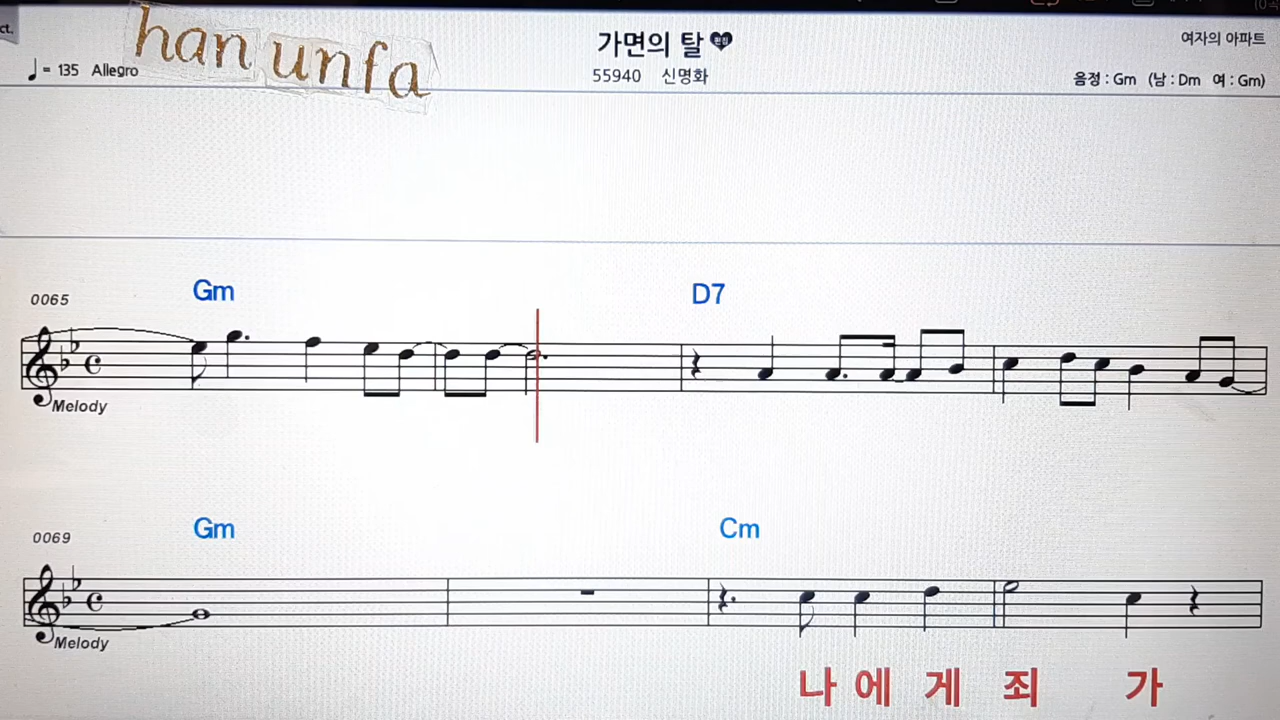 ct.
han unfa
가면의 탈 편집
여자의 아파트
♩= 135 Allegro
55940 신명화
음정 : Gm (남 : Dm 여 : Gm)
0065
Gm D7
Melody
0069
Gm Cm
Melody
나 에 게 죄 가